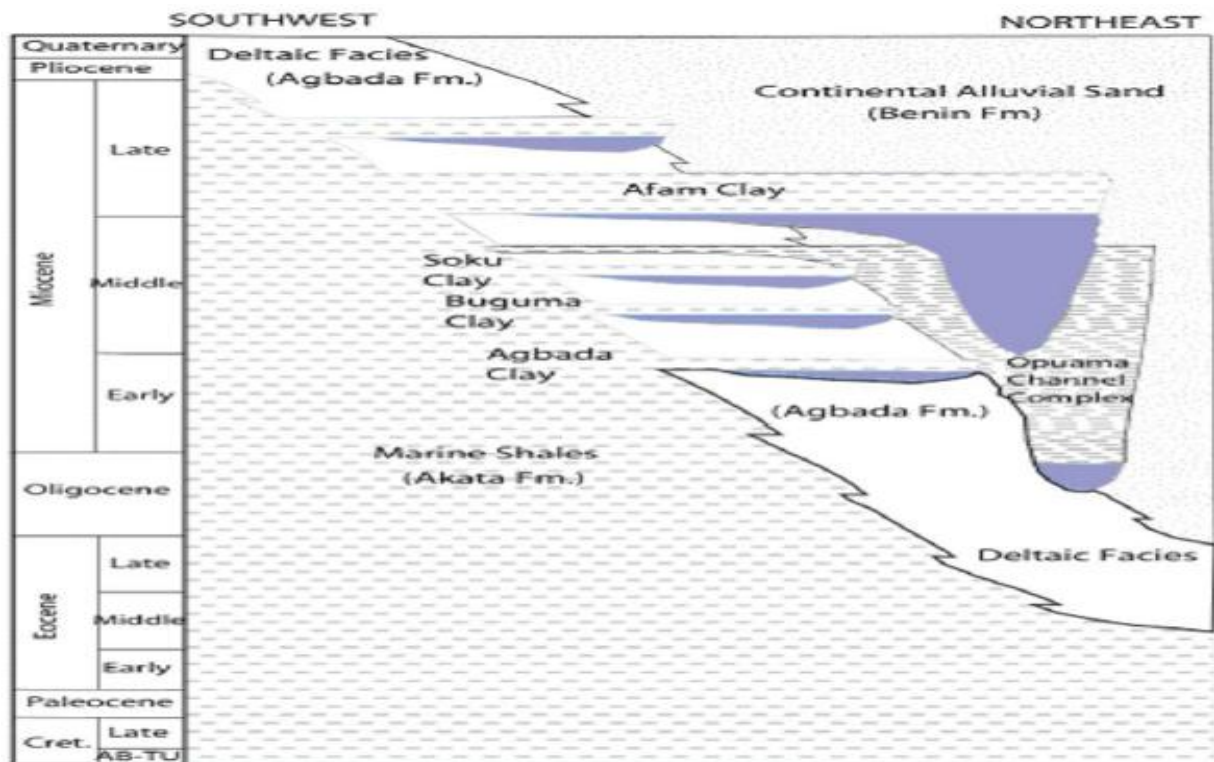 SOUTHWEST
NORTHEAST
Quaternary
Pliocene
Miocene
Late
Middle
Early
Oligocene
Eocene
Late
Middle
Early
Paleocene
Cret.
Late
AB-TU
Deltaic Facies
(Agbada Fm.)
Continental Alluvial Sand
(Benin Fm)
Afam Clay
Soku
Clay
Buguma
Clay
Agbada
Clay
Opuama
Channel
Complex
(Agbada Fm.)
Marine Shales
(Akata Fm.)
Deltaic Facies